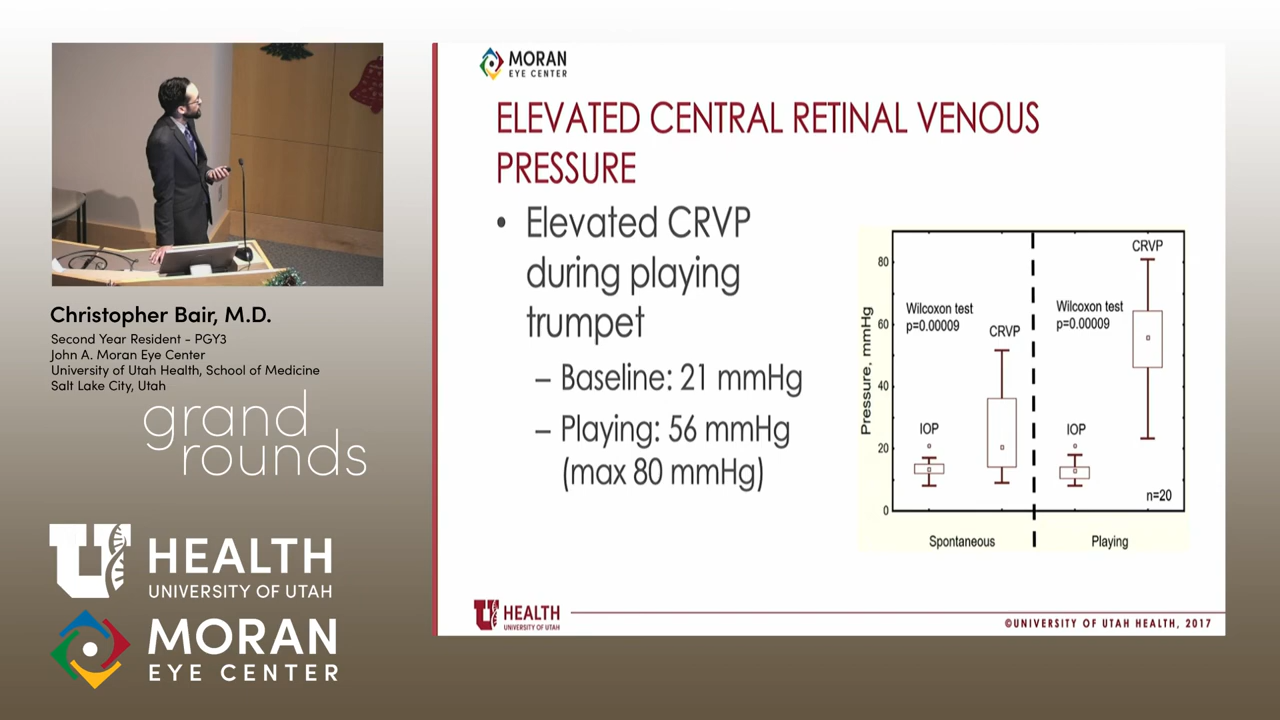 Christopher Bair, M.D.
Second Year Resident - PGY3
John A. Moran Eye Center
University of Utah Health, School of Medicine
Salt Lake City, Utah
grand
rounds
U HEALTH
UNIVERSITY OF UTAH
MORAN
EYE CENTER
MORAN
EYE CENTER
ELEVATED CENTRAL RETINAL VENOUS
PRESSURE
• Elevated CRVP
during playing
trumpet
– Baseline: 21 mmHg
– Playing: 56 mmHg
(max 80 mmHg)
Pressure, mmHg
80
60
40
20
0
Wilcoxon test
p=0.00009
CRVP
IOP
Spontaneous
CRVP
Wilcoxon test
p=0.00009
IOP
n=20
Playing
U HEALTH
UNIVERSITY OF UTAH
©UNIVERSITY OF UTAH HEALTH, 2017